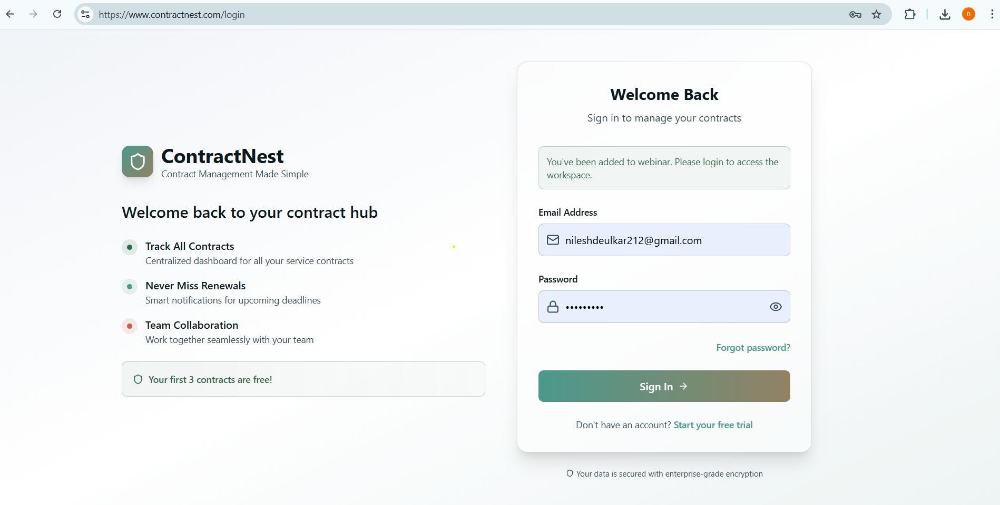 https://www.contractnest.com/login
n
ContractNest
Contract Management Made Simple
Welcome back to your contract hub
Track All Contracts
Centralized dashboard for all your service contracts
Never Miss Renewals
Smart notifications for upcoming deadlines
Team Collaboration
Work together seamlessly with your team
Your first 3 contracts are free!
Welcome Back
Sign in to manage your contracts
You've been added to webinar. Please login to access the
workspace.
Email Address
nileshdeulkar212@gmail.com
Password
•••••••••
Forgot password?
Sign In →
Don't have an account? Start your free trial
Your data is secured with enterprise-grade encryption